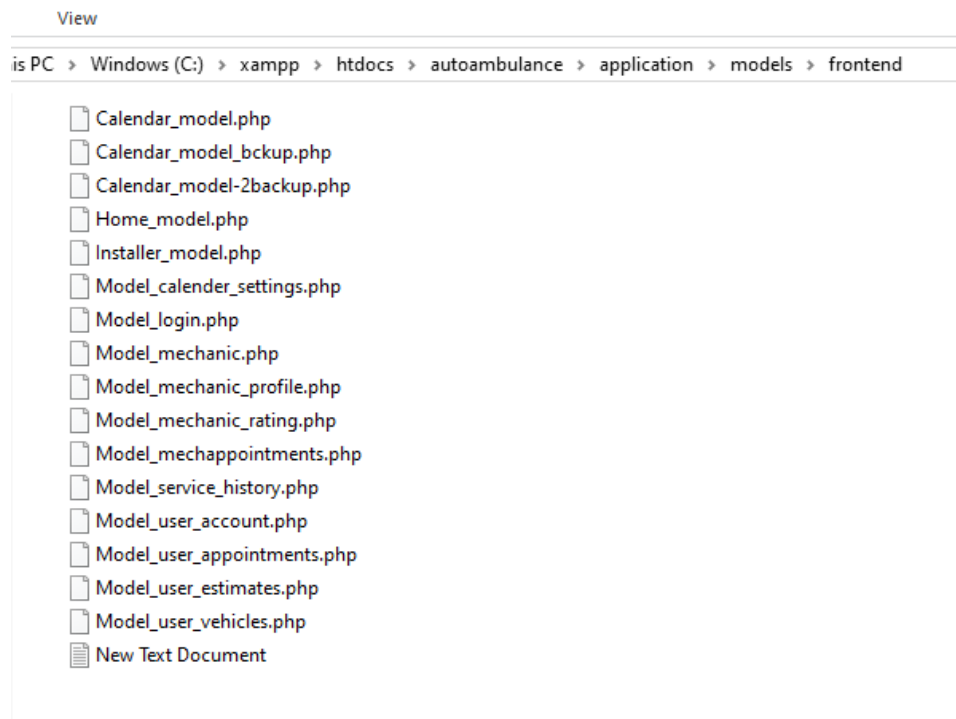 View
is PC > Windows (C:) > xampp > htdocs > autoambulance > application > models > frontend
Calendar_model.php
Calendar_model_bckup.php
Calendar_model-2backup.php
Home_model.php
Installer_model.php
Model_calender_settings.php
Model_login.php
Model_mechanic.php
Model_mechanic_profile.php
Model_mechanic_rating.php
Model_mechappointments.php
Model_service_history.php
Model_user_account.php
Model_user_appointments.php
Model_user_estimates.php
Model_user_vehicles.php
New Text Document